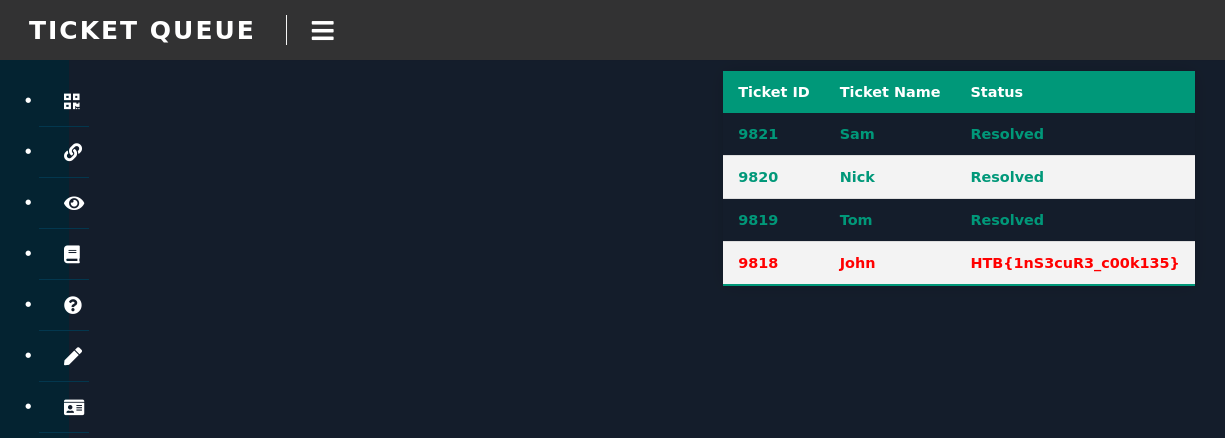 TICKET QUEUE
Ticket ID Ticket Name Status
9821 Sam Resolved
9820 Nick Resolved
9819 Tom Resolved
9818 John HTB{1nS3cuR3_c00k135}